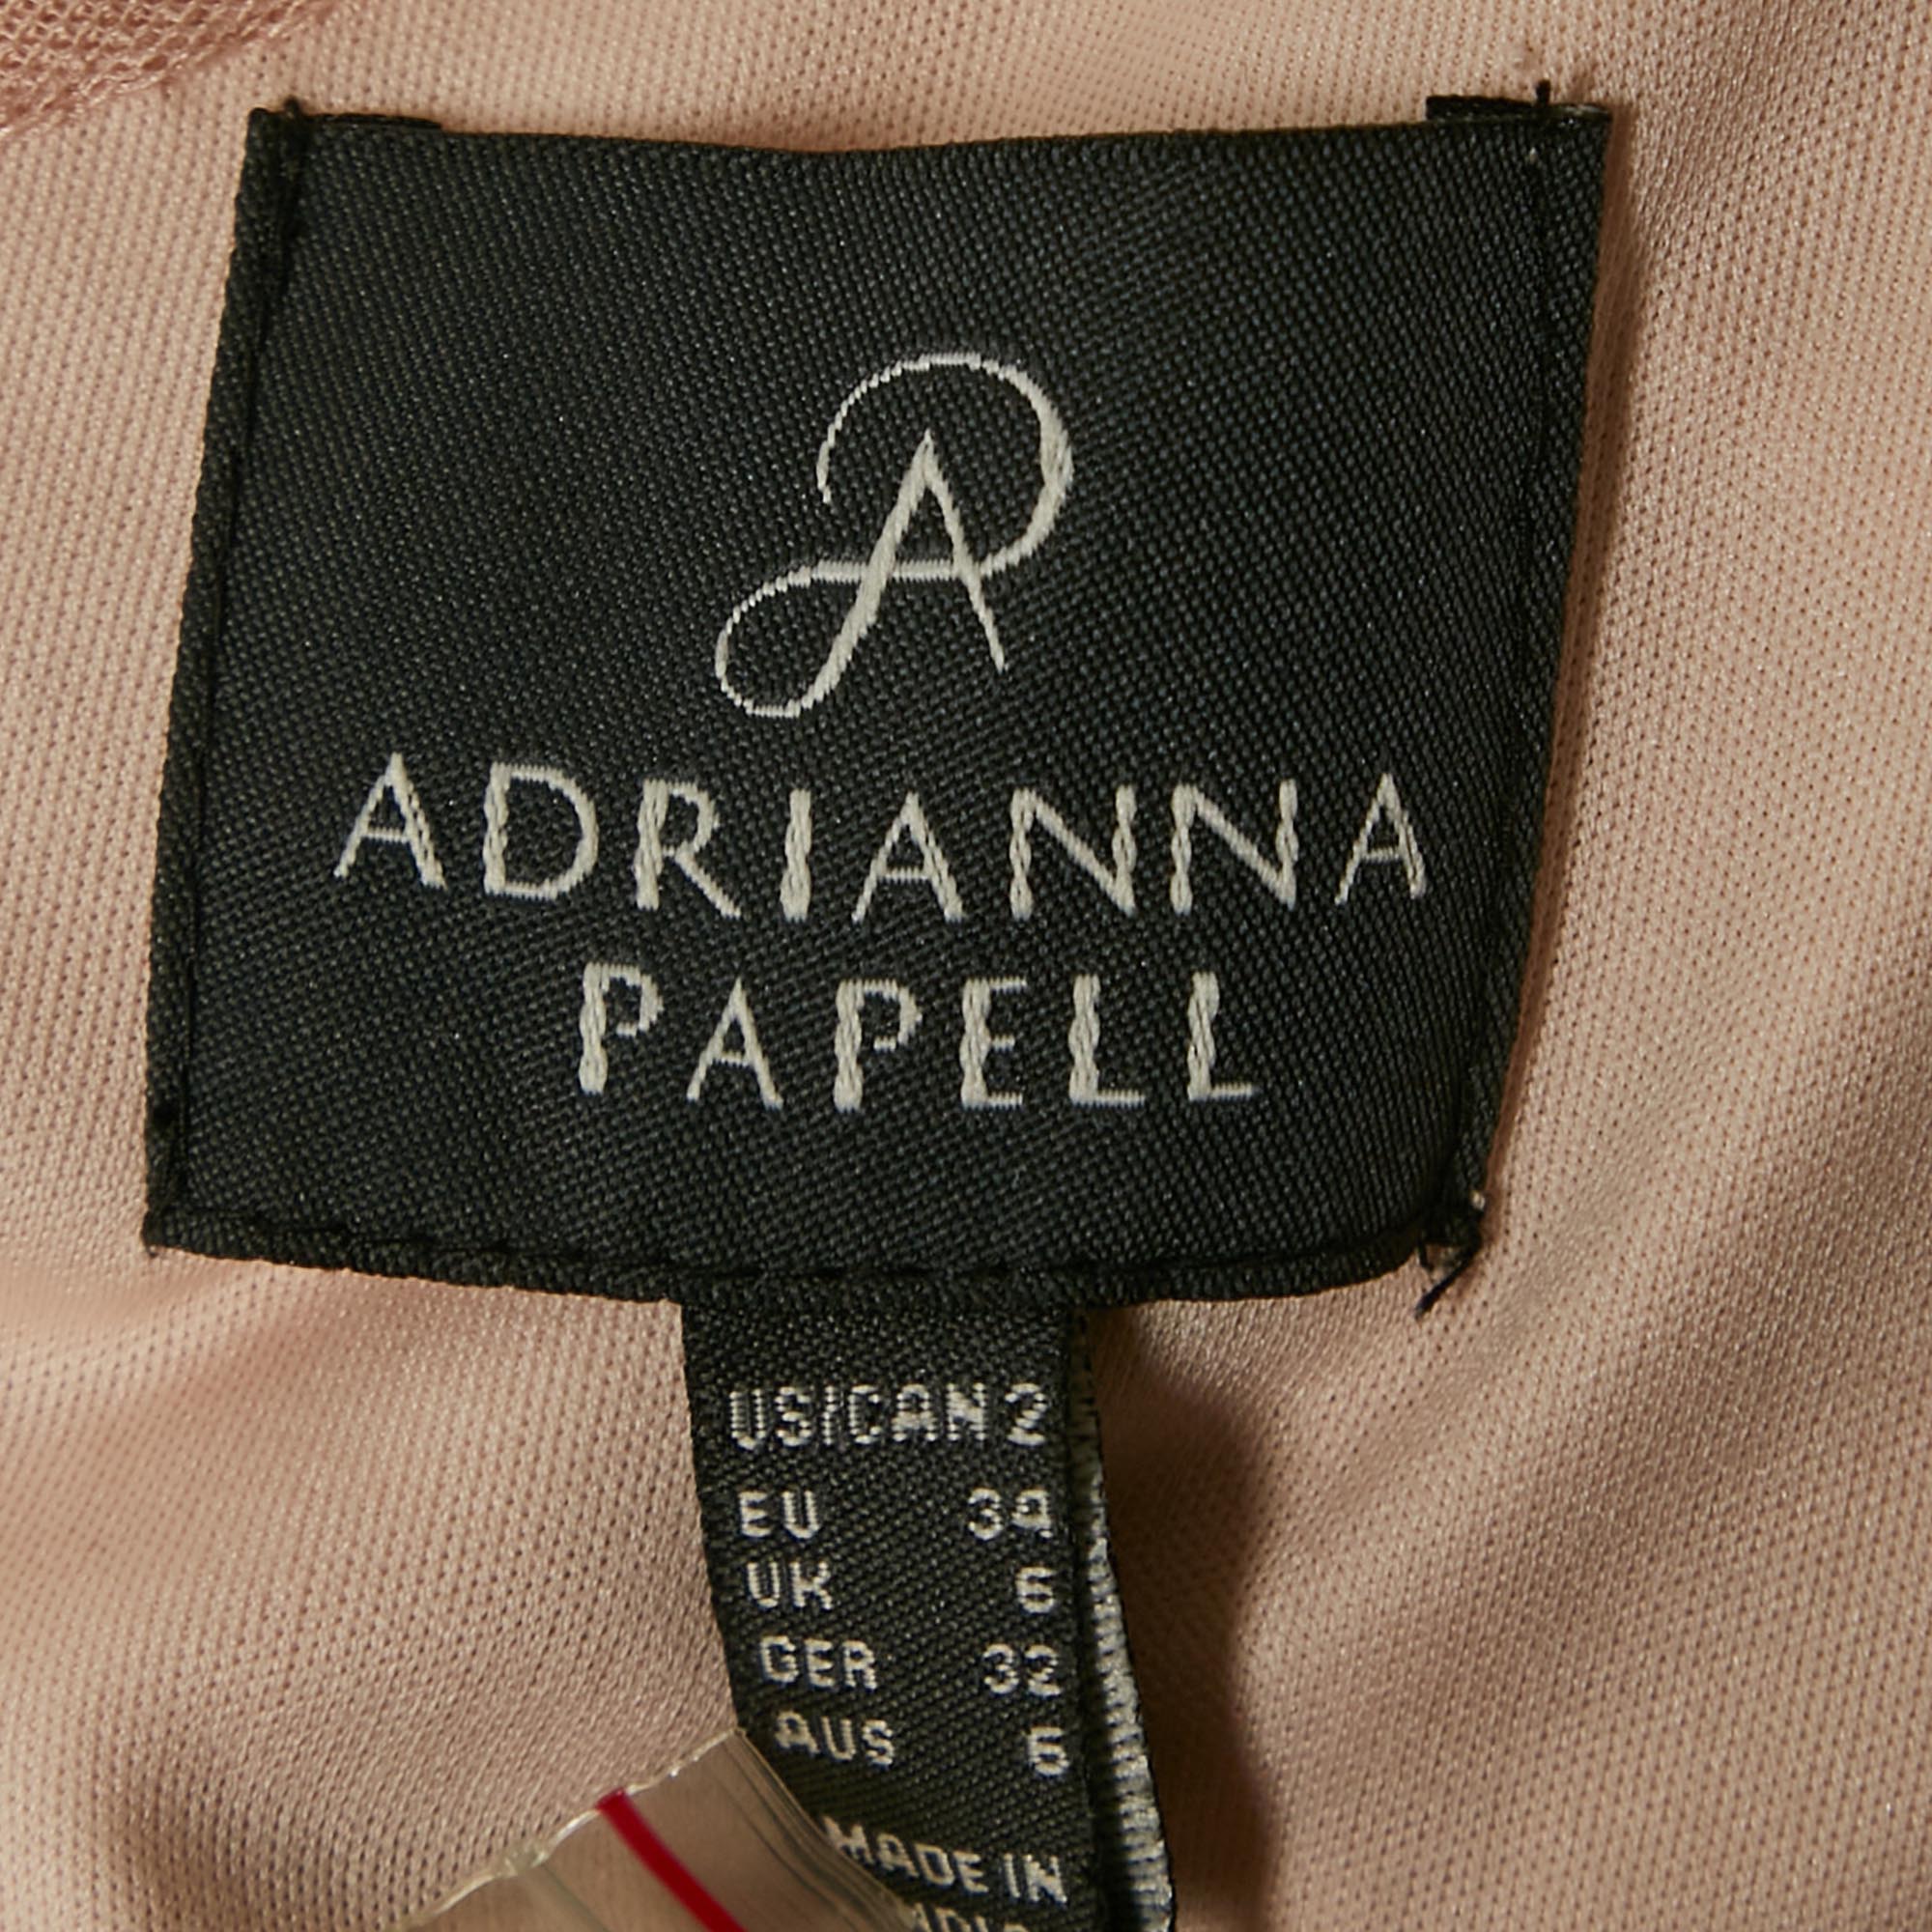 ADRIANNA
PAPELL
US/CAN 2
EU 34
UK 6
GER 32
AUS 6
MADE IN